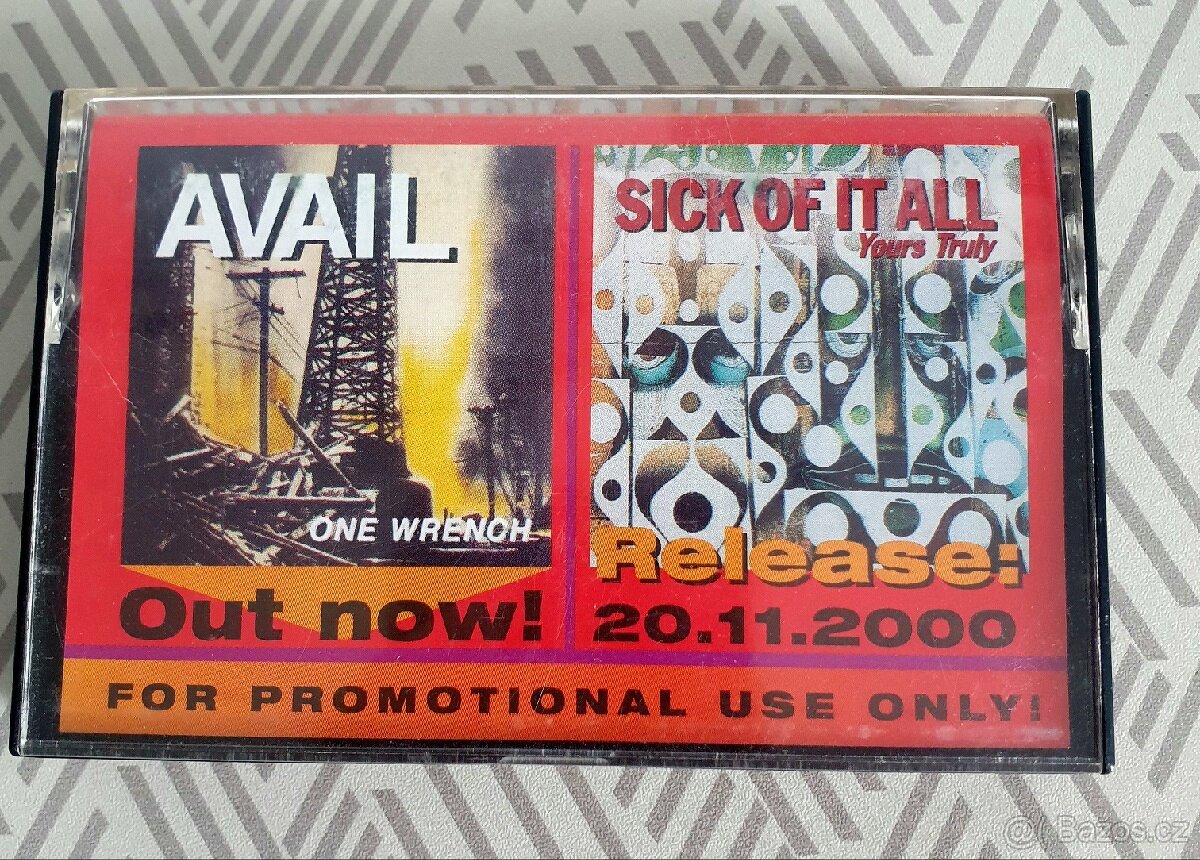 AVAIL
ONE WRENCH
Out now!
SICK OF IT ALL
Yours Truly
Release:
20.11.2000
FOR PROMOTIONAL USE ONLY!
@ Bazos.cz